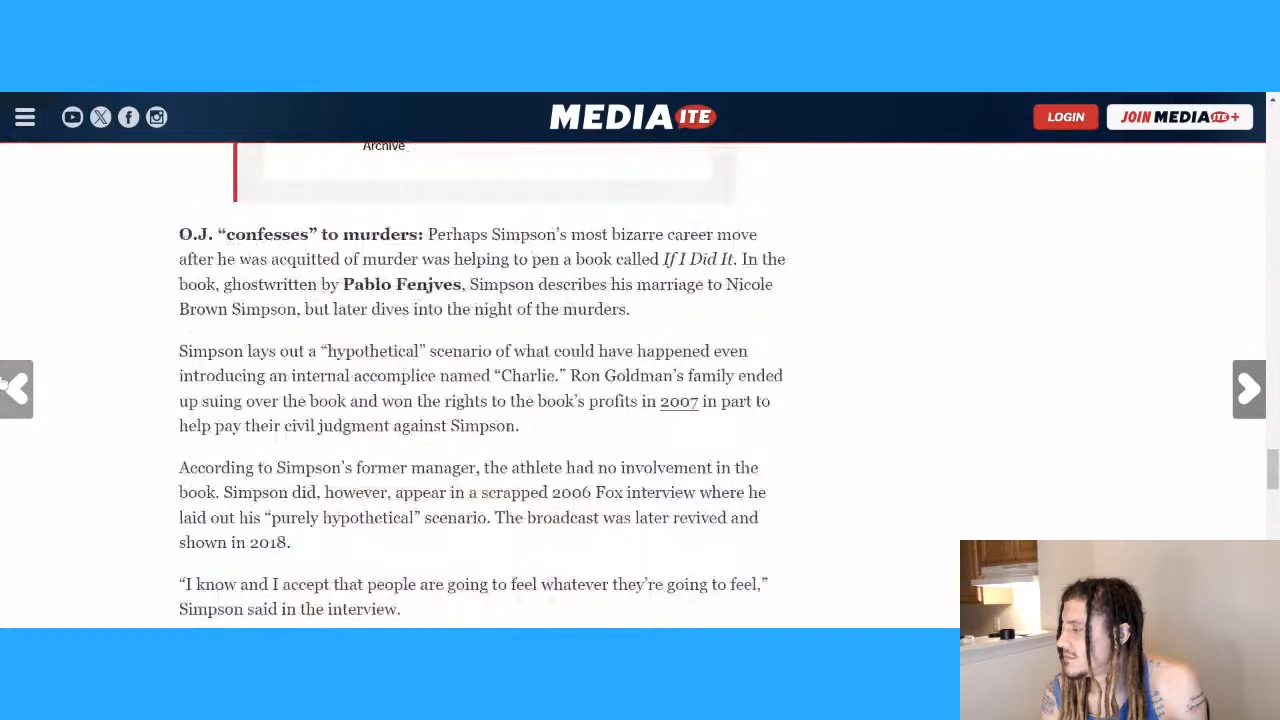 MEDIAITE
LOGIN
JOIN MEDIAITE+
Archive
O.J. “confesses” to murders: Perhaps Simpson’s most bizarre career move
after he was acquitted of murder was helping to pen a book called If I Did It. In the
book, ghostwritten by Pablo Fenjves, Simpson describes his marriage to Nicole
Brown Simpson, but later dives into the night of the murders.
Simpson lays out a “hypothetical” scenario of what could have happened even
introducing an internal accomplice named “Charlie.” Ron Goldman’s family ended
up suing over the book and won the rights to the book’s profits in 2007 in part to
help pay their civil judgment against Simpson.
According to Simpson’s former manager, the athlete had no involvement in the
book. Simpson did, however, appear in a scrapped 2006 Fox interview where he
laid out his “purely hypothetical” scenario. The broadcast was later revived and
shown in 2018.
“I know and I accept that people are going to feel whatever they’re going to feel,”
Simpson said in the interview.